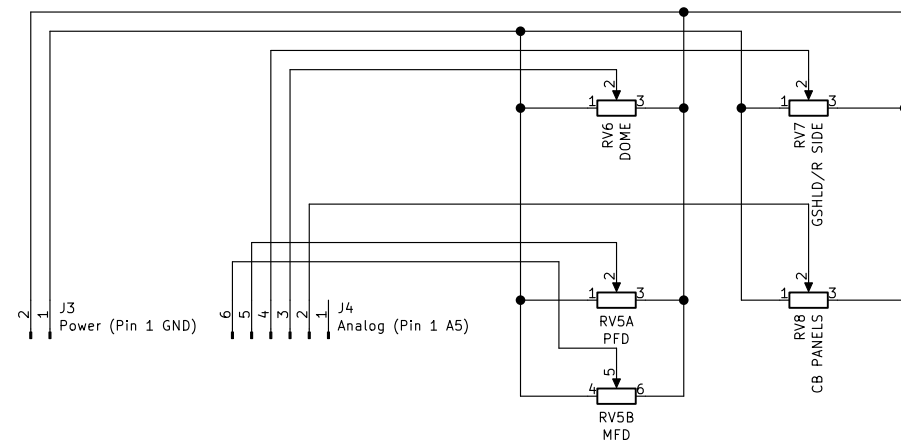 2
2
1 3
1 3
RV6
DOME
RV7
GSHLD/R SIDE
2
2
1 3
1 3
RV5A
PFD
RV8
CB PANELS
2
1
J3
Power (Pin 1 GND)
6
5
4
3
2
1
J4
Analog (Pin 1 A5)
5
4 6
RV5B
MFD